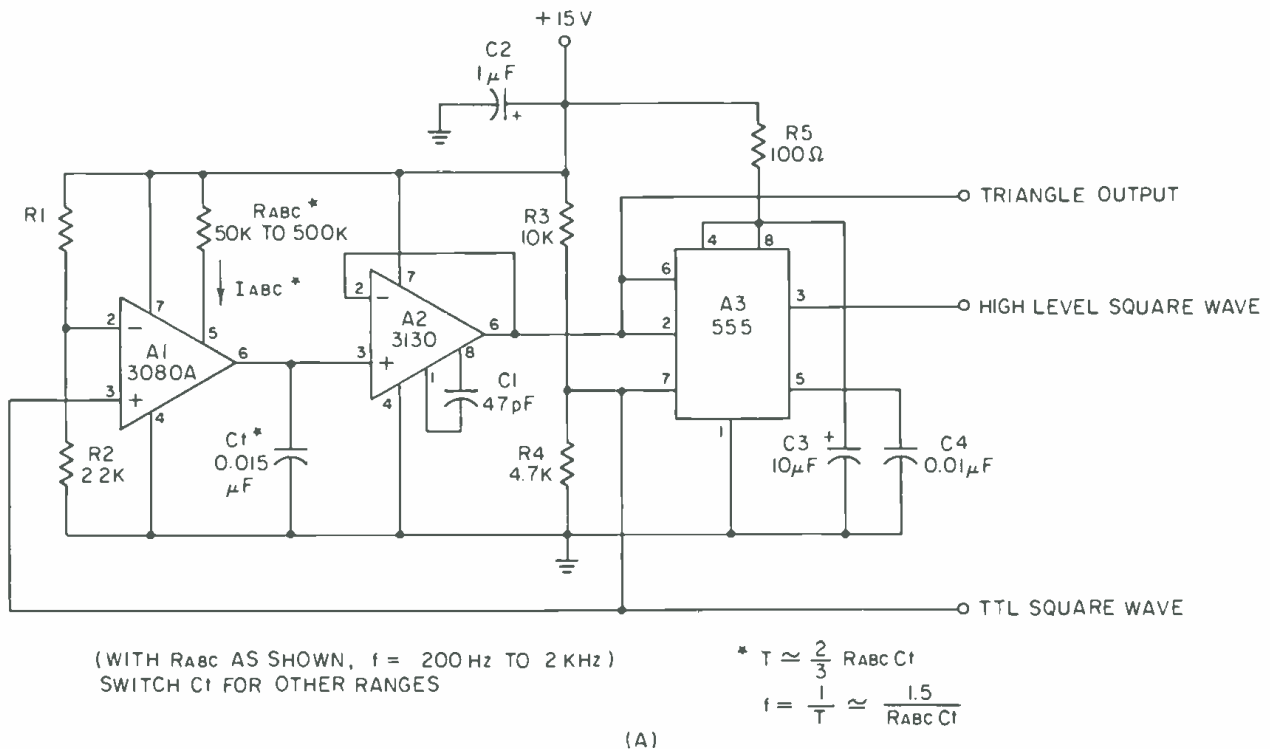 +15V
C2
1µF
+
R5
100Ω
R1
RABC*
50K TO 500K
IABC*
R3
10K
TRIANGLE OUTPUT
4
8
7
2
−
5
A1
3080A
6
3
+
4
7
2
−
A2
3130
6
3
+
8
1
4
C1
47pF
6
2
7
A3
555
3
5
1
HIGH LEVEL SQUARE WAVE
R2
2.2K
Ct*
0.015
µF
R4
4.7K
C3
+
10µF
C4
0.01µF
TTL SQUARE WAVE
(WITH RABC AS SHOWN, f = 200 Hz TO 2 KHz)
SWITCH Ct FOR OTHER RANGES
* T ≃ 2/3 RABC Ct
f = 1/T ≃ 1.5/RABC Ct
(A)